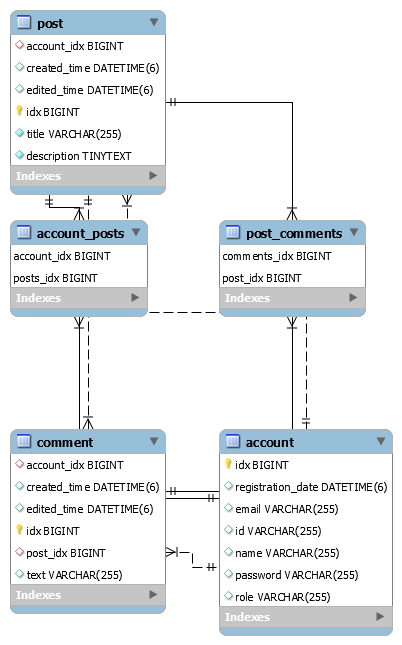 post
account_idx BIGINT
created_time DATETIME(6)
edited_time DATETIME(6)
idx BIGINT
title VARCHAR(255)
description TINYTEXT
Indexes
account_posts
account_idx BIGINT
posts_idx BIGINT
Indexes
post_comments
comments_idx BIGINT
post_idx BIGINT
Indexes
comment
account_idx BIGINT
created_time DATETIME(6)
edited_time DATETIME(6)
idx BIGINT
post_idx BIGINT
text VARCHAR(255)
Indexes
account
idx BIGINT
registration_date DATETIME(6)
email VARCHAR(255)
id VARCHAR(255)
name VARCHAR(255)
password VARCHAR(255)
role VARCHAR(255)
Indexes